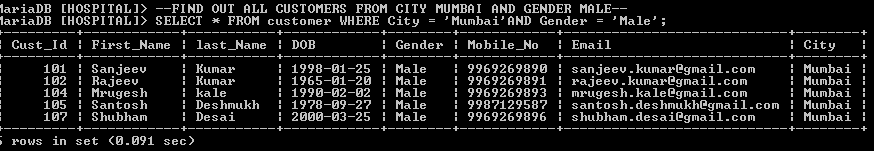 MariaDB [HOSPITAL]> --FIND OUT ALL CUSTOMERS FROM CITY MUMBAI AND GENDER MALE--
MariaDB [HOSPITAL]> SELECT * FROM customer WHERE City = 'Mumbai'AND Gender = 'Male';
+---------+------------+-----------+------------+--------+------------+----------------------------+--------+
| Cust_Id | First_Name | last_Name | DOB | Gender | Mobile_No | Email | City |
+---------+------------+-----------+------------+--------+------------+----------------------------+--------+
| 101 | Sanjeev | Kumar | 1998-01-25 | Male | 9969269890 | sanjeev.kumar@gmail.com | Mumbai |
| 102 | Rajeev | Kumar | 1965-01-20 | Male | 9969269891 | rajeev.kumar@gmail.com | Mumbai |
| 104 | Mrugesh | kale | 1990-02-02 | Male | 9969269893 | mrugesh.kale@gmail.com | Mumbai |
| 105 | Santosh | Deshmukh | 1978-09-27 | Male | 9987129587 | santosh.deshmukh@gmail.com | Mumbai |
| 107 | Shubham | Desai | 2000-03-25 | Male | 9969269896 | shubham.desai@gmail.com | Mumbai |
+---------+------------+-----------+------------+--------+------------+----------------------------+--------+
5 rows in set (0.091 sec)